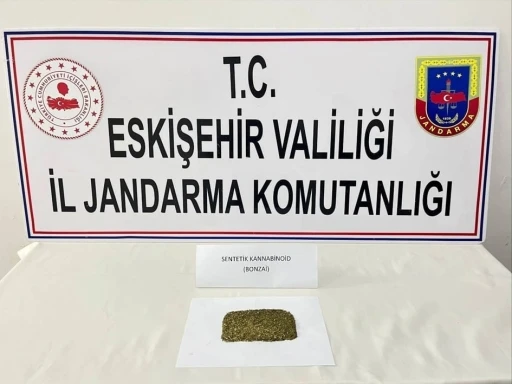 T.C.
ESKİŞEHİR VALİLİĞİ
İL JANDARMA KOMUTANLIĞI
JANDARMA
SENTETİK KANNABİNOİD
(BONZAİ)